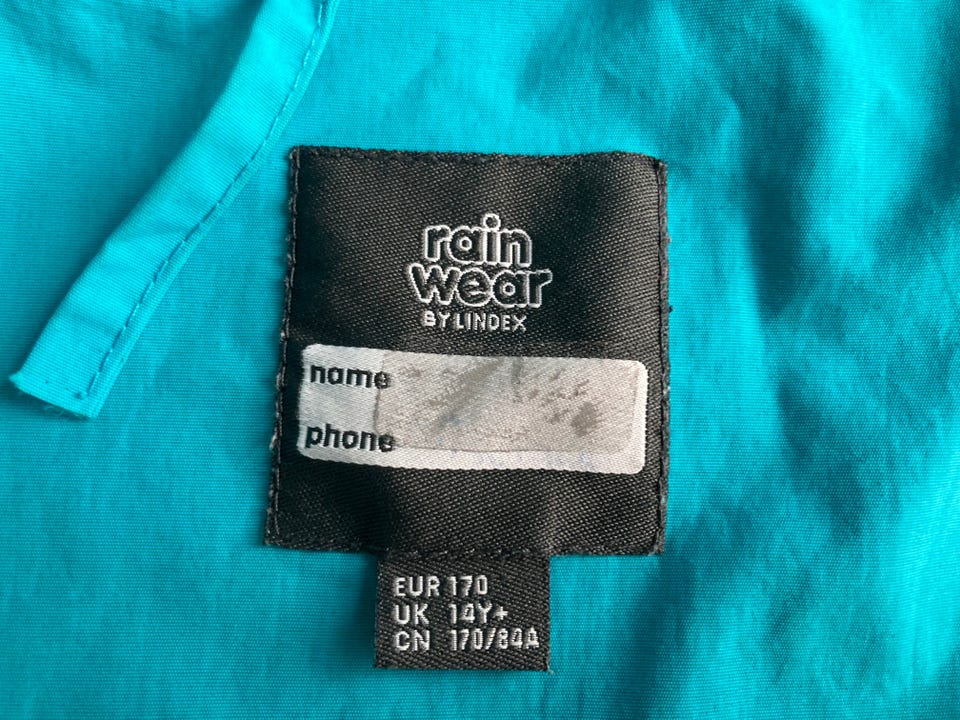 rain
wear
BY LINDEX
name
phone
EUR 170
UK 14Y+
CN 170/84A